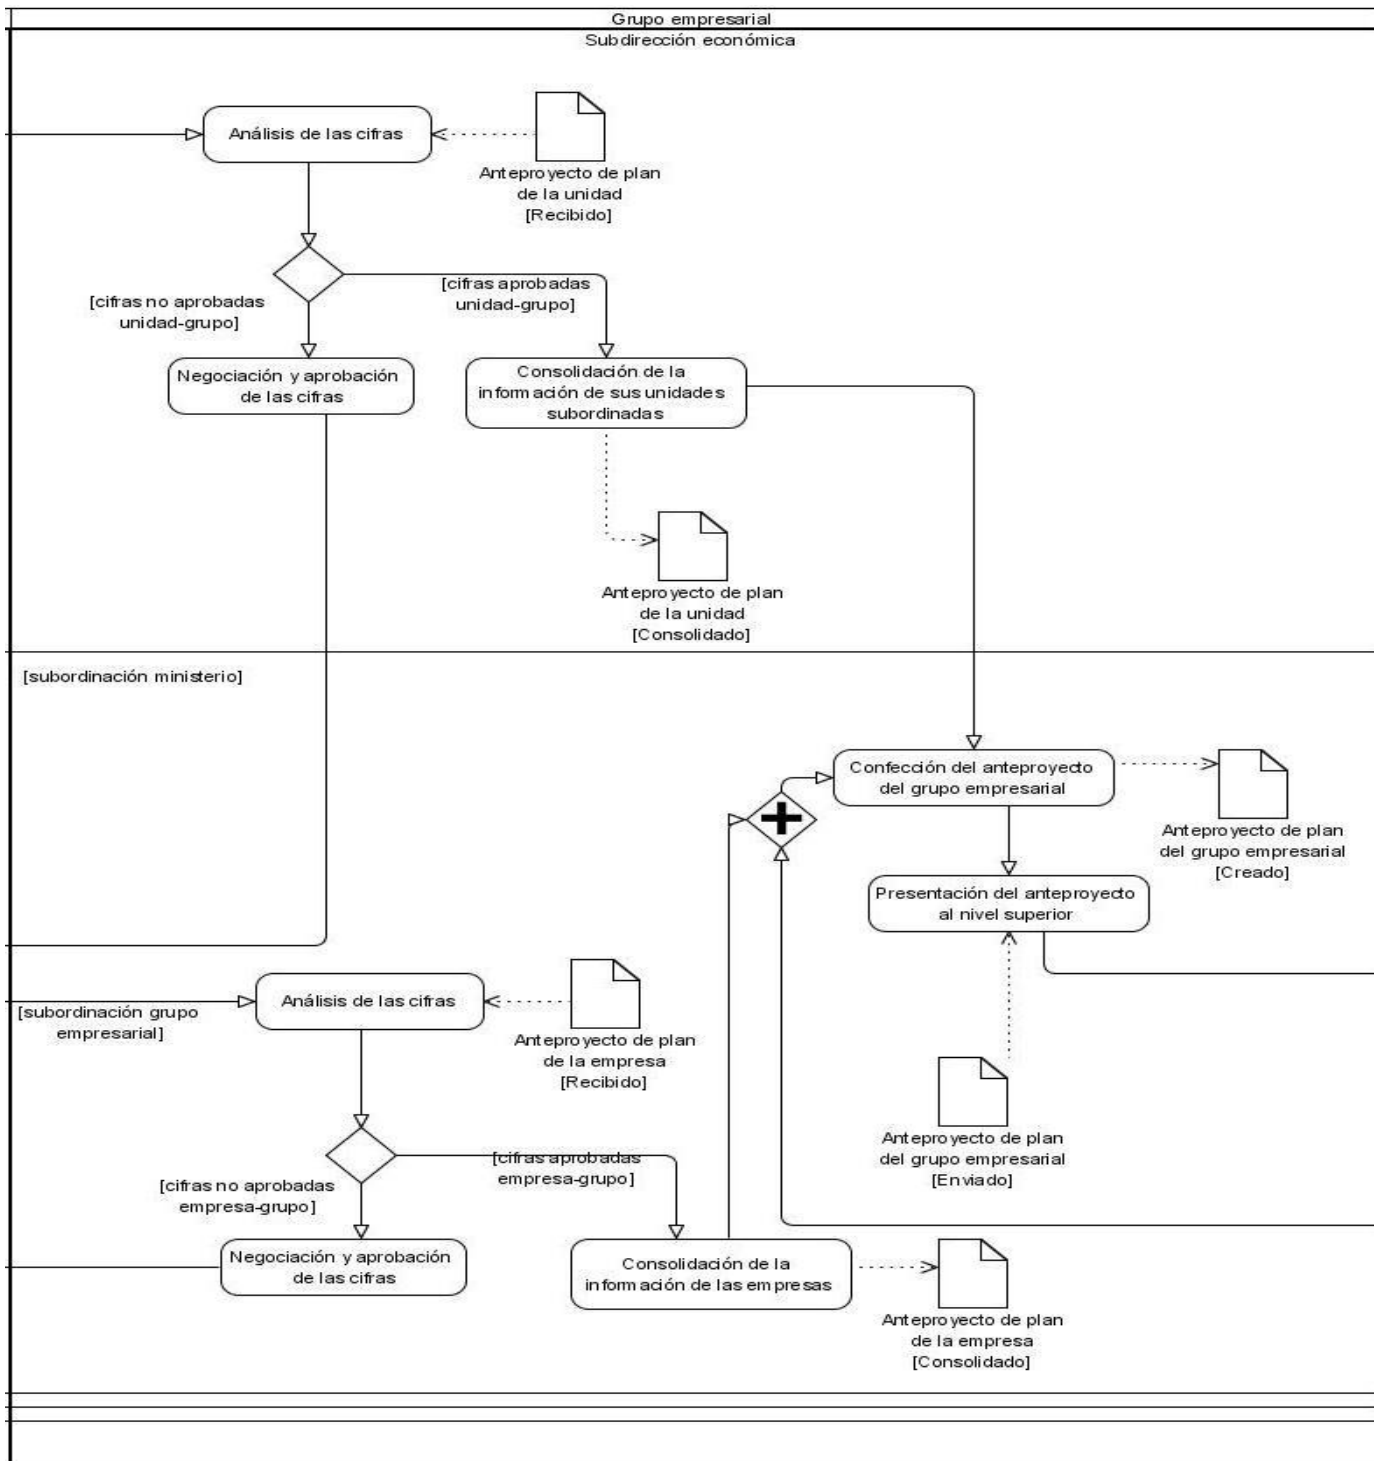 Grupo empresarial
Subdirección económica
Análisis de las cifras
Anteproyecto de plan
de la unidad
[Recibido]
[cifras no aprobadas
unidad-grupo]
[cifras aprobadas
unidad-grupo]
Negociación y aprobación
de las cifras
Consolidación de la
información de sus unidades
subordinadas
Anteproyecto de plan
de la unidad
[Consolidado]
[subordinación ministerio]
Confección del anteproyecto
del grupo empresarial
Anteproyecto de plan
del grupo empresarial
[Creado]
Presentación del anteproyecto
al nivel superior
Análisis de las cifras
[subordinación grupo
empresarial]
Anteproyecto de plan
de la empresa
[Recibido]
Anteproyecto de plan
del grupo empresarial
[Enviado]
[cifras no aprobadas
empresa-grupo]
[cifras aprobadas
empresa-grupo]
Negociación y aprobación
de las cifras
Consolidación de la
información de las empresas
Anteproyecto de plan
de la empresa
[Consolidado]